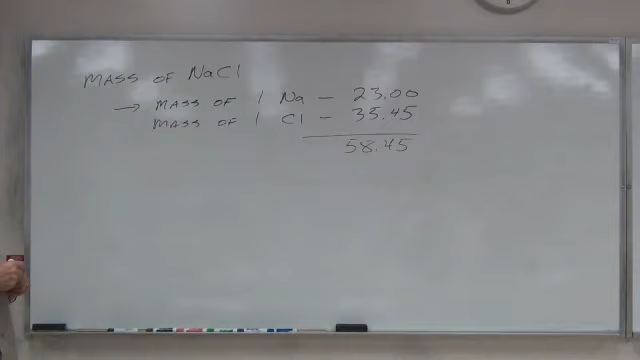 MASS OF NaCl
→ MASS OF 1 Na - 23.00
MASS OF 1 Cl - 35.45
58.45